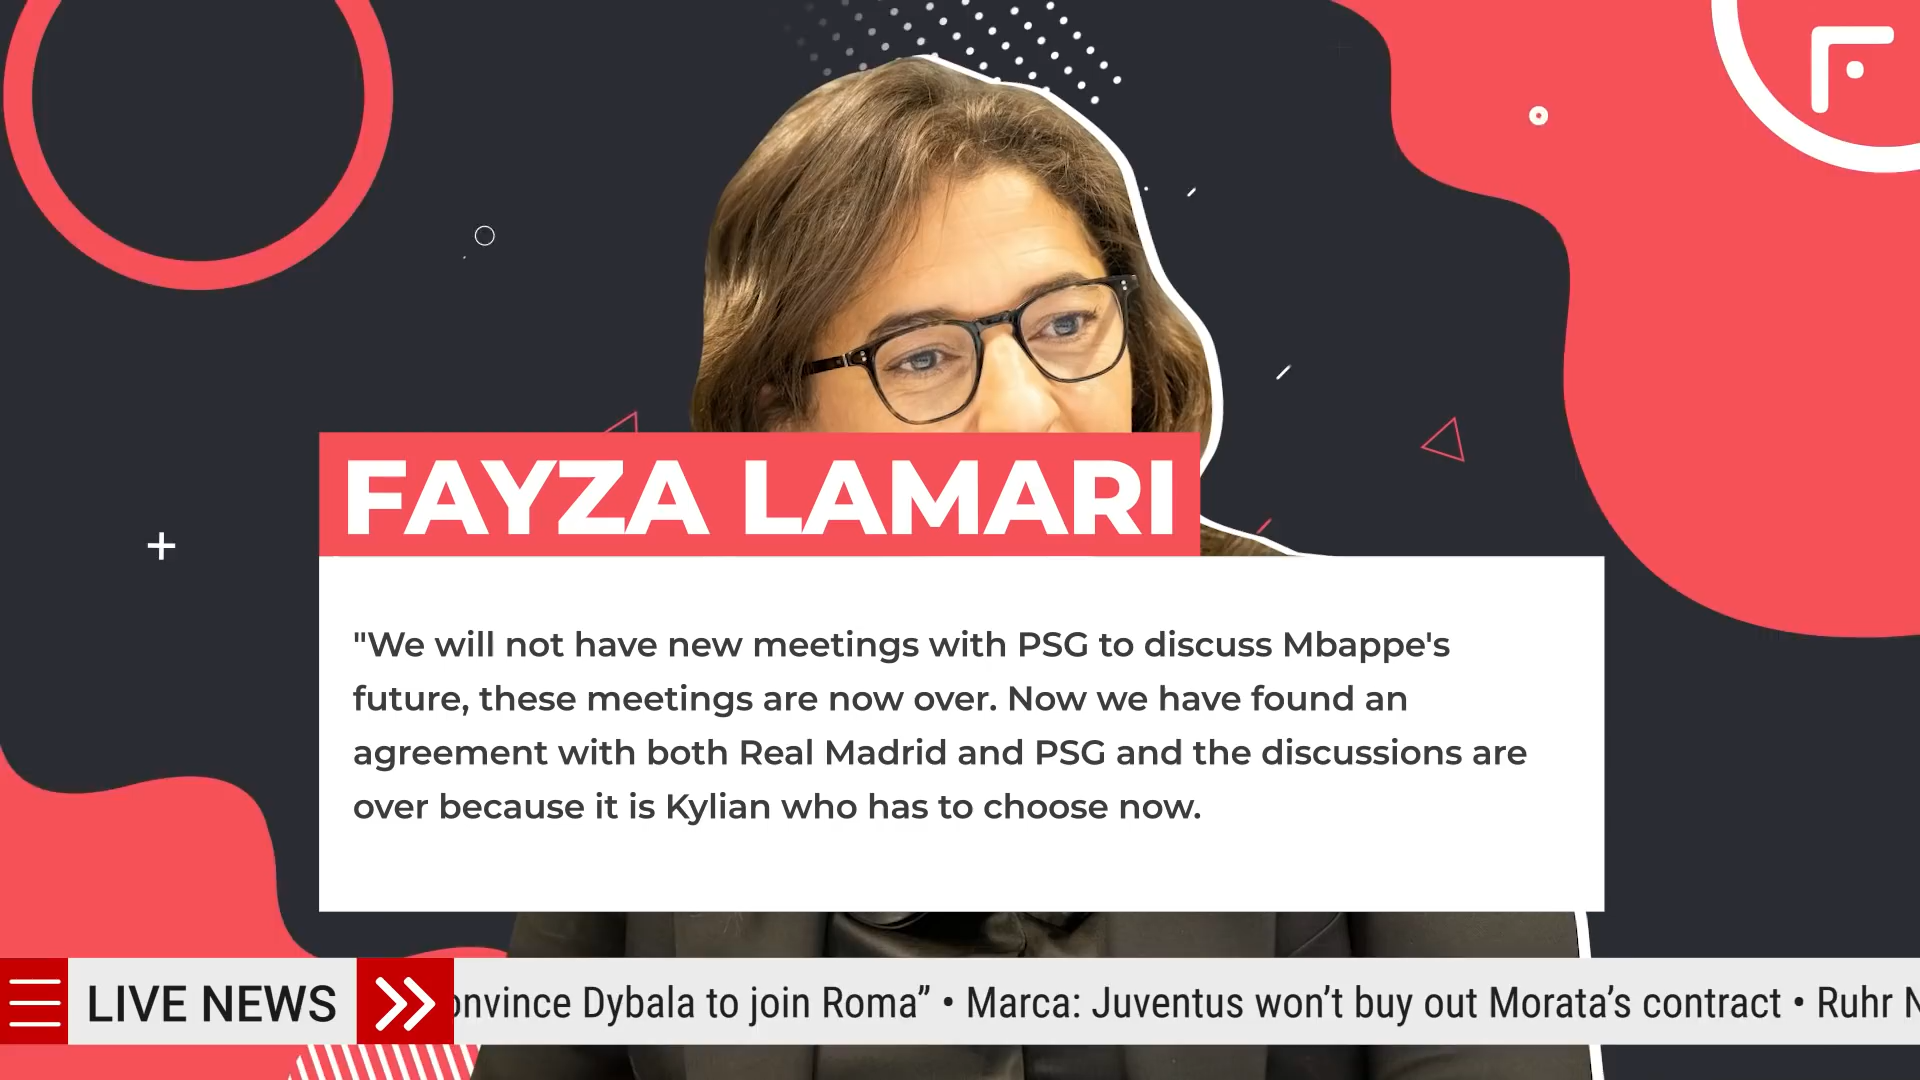 FAYZA LAMARI
"We will not have new meetings with PSG to discuss Mbappe's
future, these meetings are now over. Now we have found an
agreement with both Real Madrid and PSG and the discussions are
over because it is Kylian who has to choose now.
LIVE NEWS
onvince Dybala to join Roma” • Marca: Juventus won’t buy out Morata’s contract • Ruhr N